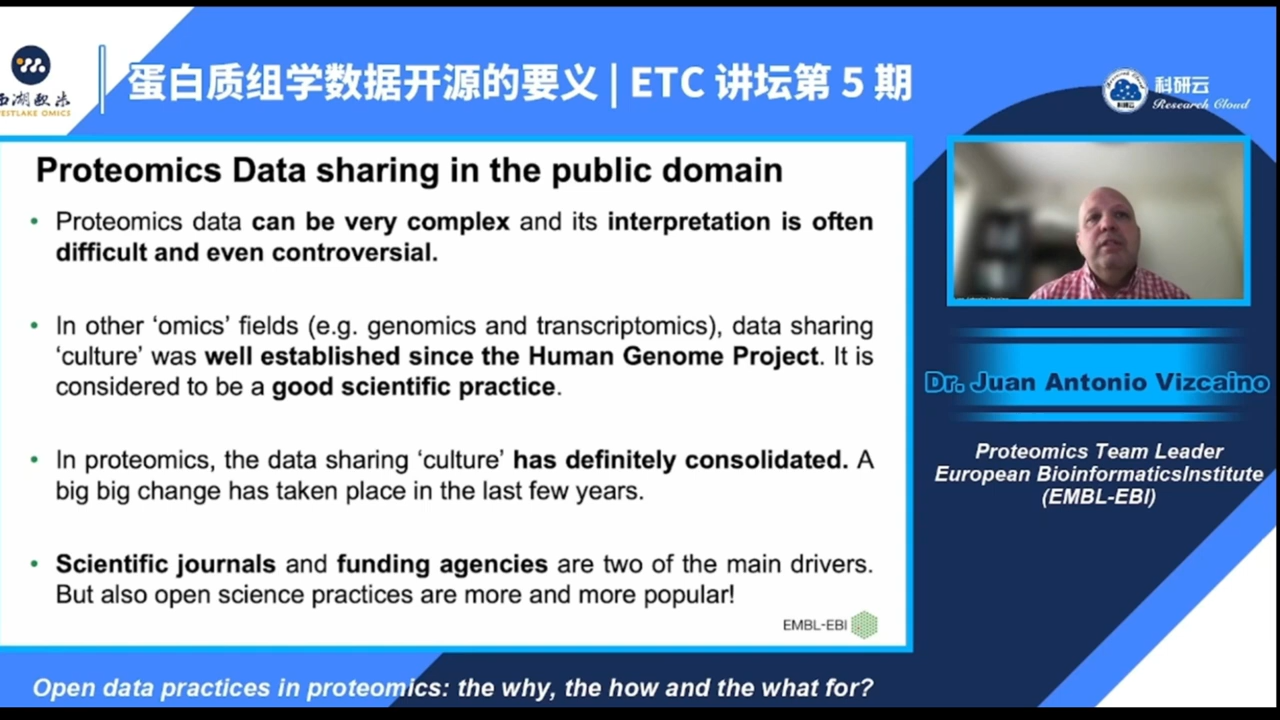 蛋白质组学数据开源的要义 | ETC 讲坛第 5 期
西湖欧米
WESTLAKE OMICS
科研云
Research Cloud
Proteomics Data sharing in the public domain
• Proteomics data can be very complex and its interpretation is often
difficult and even controversial.
• In other ‘omics’ fields (e.g. genomics and transcriptomics), data sharing
‘culture’ was well established since the Human Genome Project. It is
considered to be a good scientific practice.
• In proteomics, the data sharing ‘culture’ has definitely consolidated. A
big big change has taken place in the last few years.
• Scientific journals and funding agencies are two of the main drivers.
But also open science practices are more and more popular!
EMBL-EBI
Dr. Juan Antonio Vizcaino
Proteomics Team Leader
European BioinformaticsInstitute
(EMBL-EBI)
Open data practices in proteomics: the why, the how and the what for?